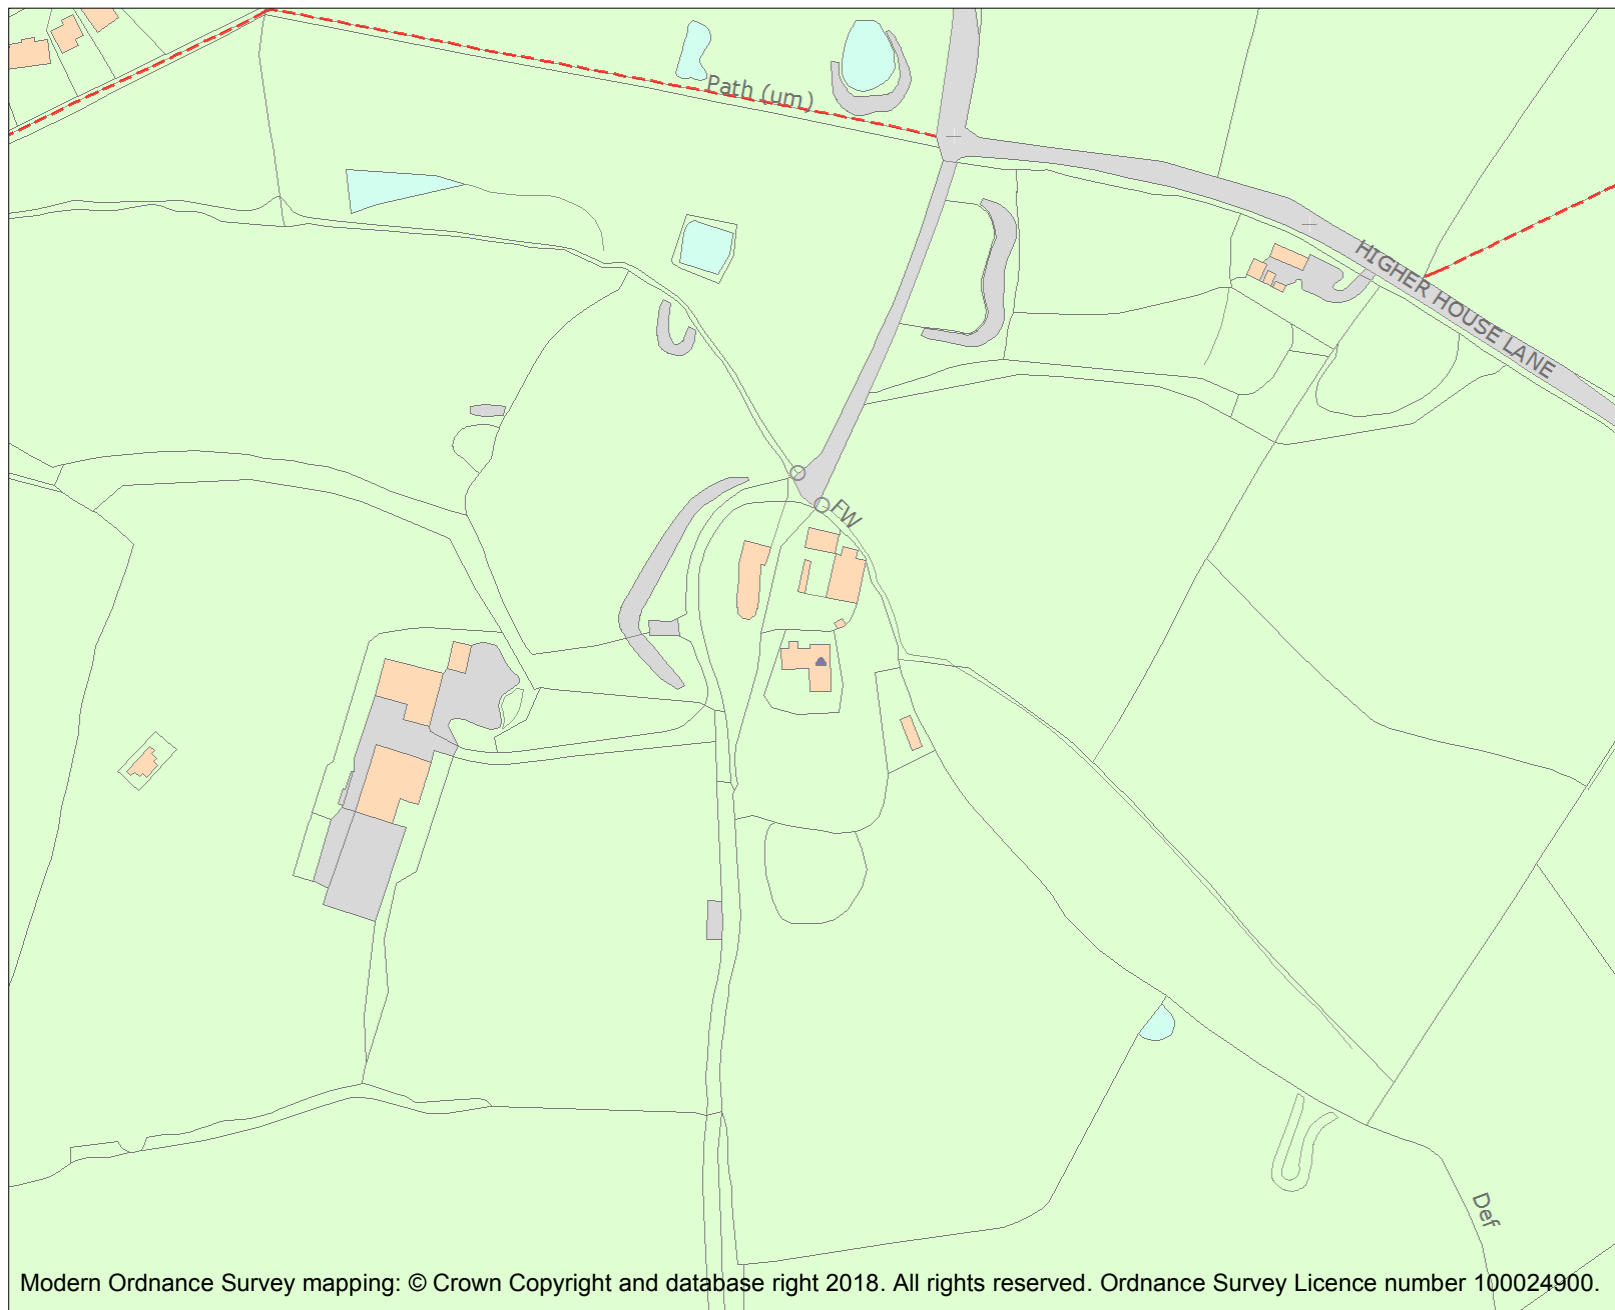 Path (um)
HIGHER HOUSE LANE
FW
Def
Modern Ordnance Survey mapping: © Crown Copyright and database right 2018. All rights reserved. Ordnance Survey Licence number 100024900.